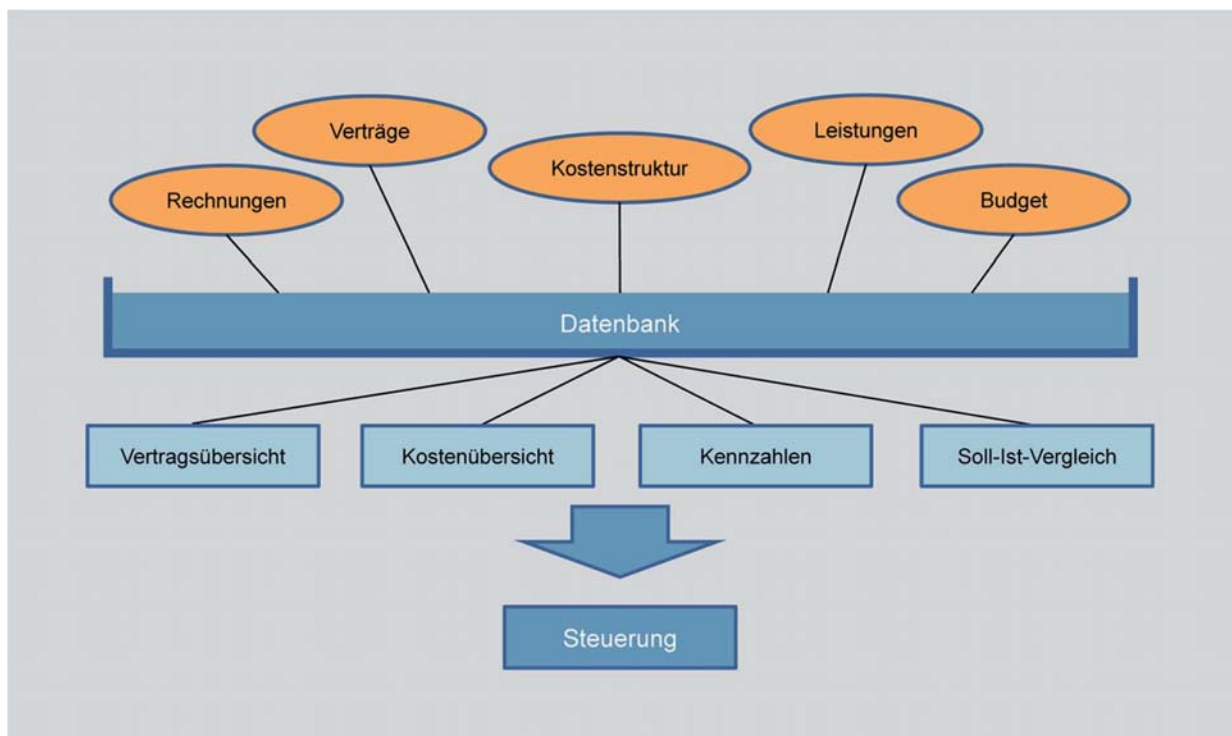 Verträge
Leistungen
Kostenstruktur
Rechnungen
Budget
Datenbank
Vertragsübersicht
Kostenübersicht
Kennzahlen
Soll-Ist-Vergleich
Steuerung